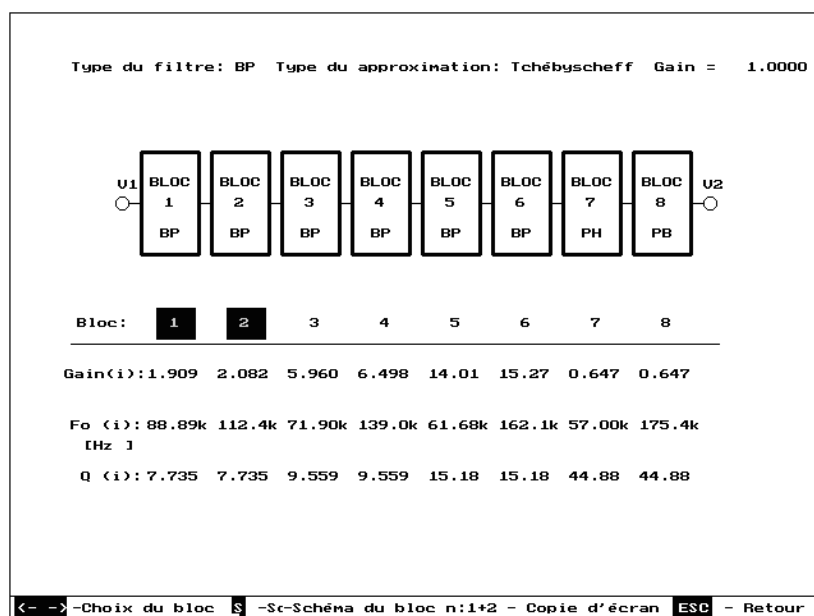 Type du filtre: BP Type du approximation: Tchébyscheff Gain = 1.0000
V1 BLOC BLOC BLOC BLOC BLOC BLOC BLOC BLOC V2
1 2 3 4 5 6 7 8
BP BP BP BP BP BP PH PB
Bloc: 1 2 3 4 5 6 7 8
Gain(i): 1.909 2.082 5.960 6.498 14.01 15.27 0.647 0.647
Fo (i): 88.89k 112.4k 71.90k 139.0k 61.68k 162.1k 57.00k 175.4k
[Hz ]
Q (i): 7.735 7.735 9.559 9.559 15.18 15.18 44.88 44.88
<- -> -Choix du bloc S -Sc-Schéma du bloc n:1+2 - Copie d'écran ESC - Retour